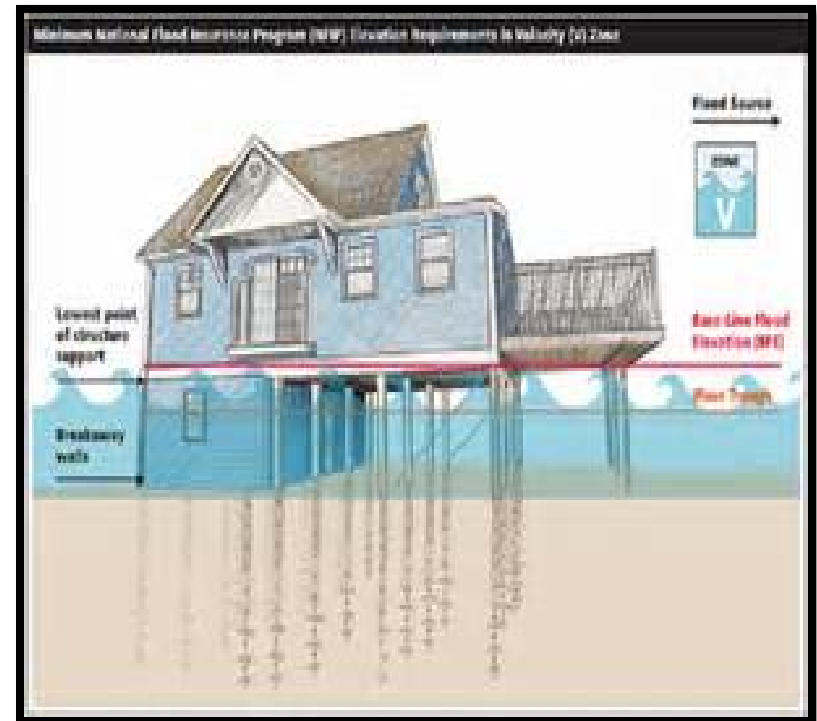 Minimum National Flood Insurance Program (NFIP) Elevation Requirements in Velocity (V) Zone
Flood Source
ZONE
V
Lowest point
of structure
support
Base Line Flood
Elevation (BFE)
Breakaway
walls